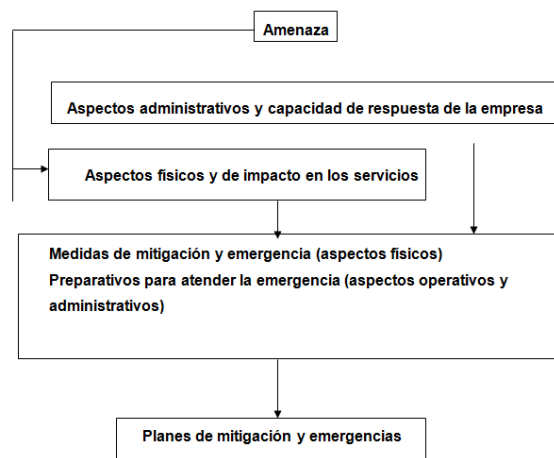 Amenaza
Aspectos administrativos y capacidad de respuesta de la empresa
Aspectos físicos y de impacto en los servicios
Medidas de mitigación y emergencia (aspectos físicos)
Preparativos para atender la emergencia (aspectos operativos y
administrativos)
Planes de mitigación y emergencias